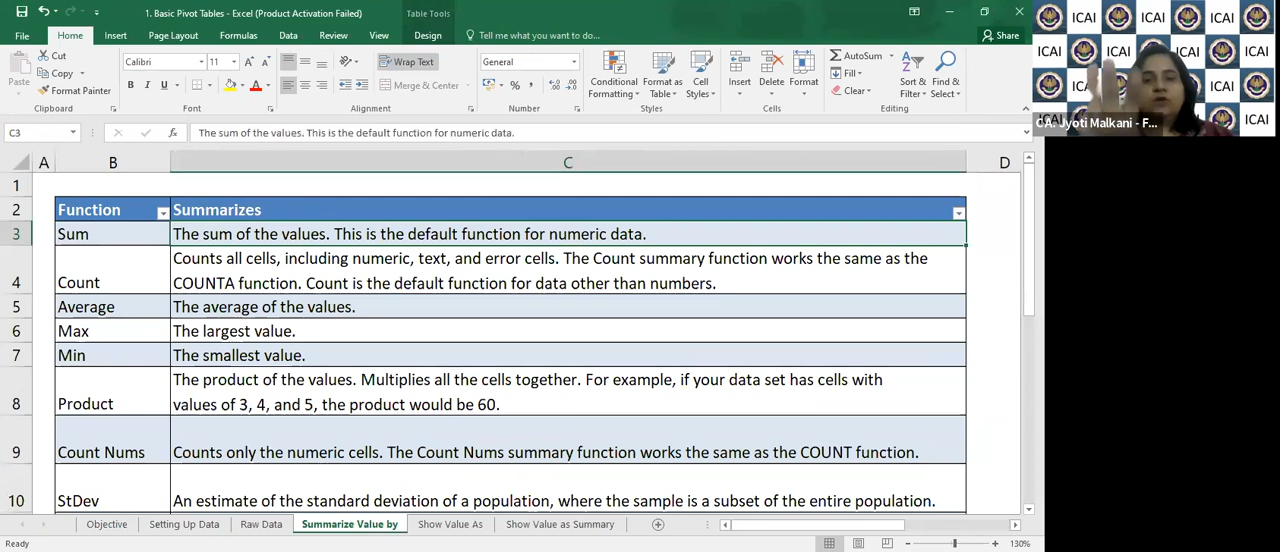 1. Basic Pivot Tables - Excel (Product Activation Failed)
Table Tools
File
Home
Insert
Page Layout
Formulas
Data
Review
View
Design
Tell me what you want to do...
Share
Paste
Cut
Copy
Format Painter
Clipboard
Calibri
11
B I U
Font
Wrap Text
Merge & Center
Alignment
General
Number
Conditional Formatting
Format as Table
Cell Styles
Styles
Insert
Delete
Format
Cells
AutoSum
Fill
Clear
Sort & Filter
Find & Select
Editing
C3
fx
The sum of the values. This is the default function for numeric data.
A B C D
1
2 Function Summarizes
3 Sum The sum of the values. This is the default function for numeric data.
Counts all cells, including numeric, text, and error cells. The Count summary function works the same as the
4 Count COUNTA function. Count is the default function for data other than numbers.
5 Average The average of the values.
6 Max The largest value.
7 Min The smallest value.
The product of the values. Multiplies all the cells together. For example, if your data set has cells with
8 Product values of 3, 4, and 5, the product would be 60.
9 Count Nums Counts only the numeric cells. The Count Nums summary function works the same as the COUNT function.
10 StDev An estimate of the standard deviation of a population, where the sample is a subset of the entire population.
Objective
Setting Up Data
Raw Data
Summarize Value by
Show Value As
Show Value as Summary
Ready
130%
ICAI ICAI ICAI
ICAI ICAI
ICAI ICAI
ICAI
CA. Jyoti Malkani - F...